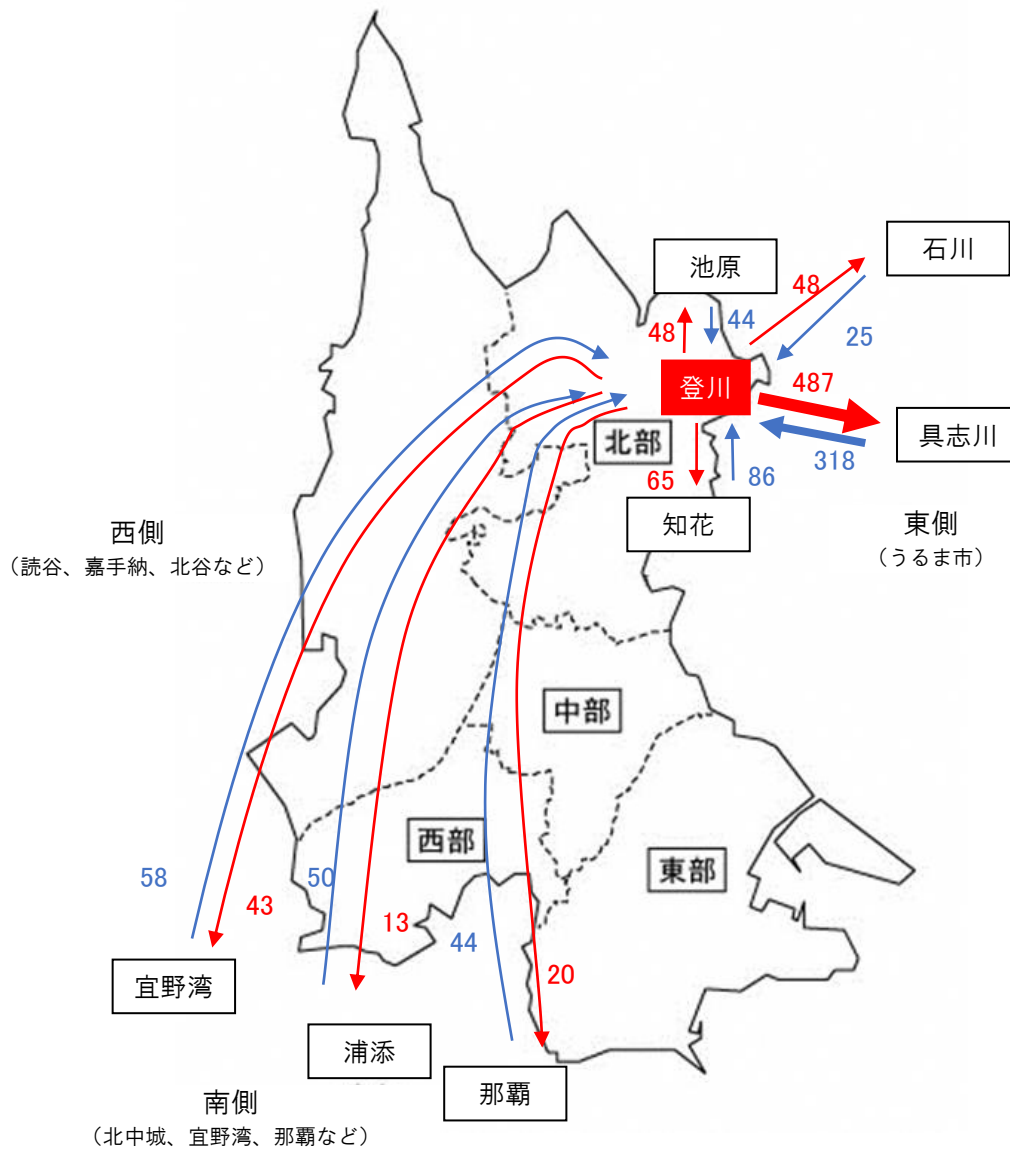 石川
池原
48
48
44
25
登川
487
具志川
318
北部
65
86
知花
西側
（読谷、嘉手納、北谷など）
東側
（うるま市）
中部
西部
東部
58
43
50
13
44
20
宜野湾
浦添
那覇
南側
（北中城、宜野湾、那覇など）